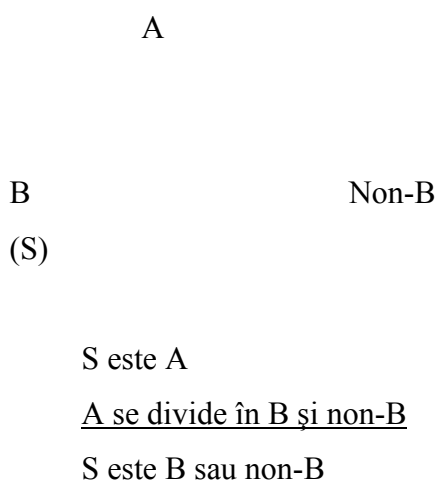 A
B Non-B
(S)
S este A
A se divide în B şi non-B
S este B sau non-B